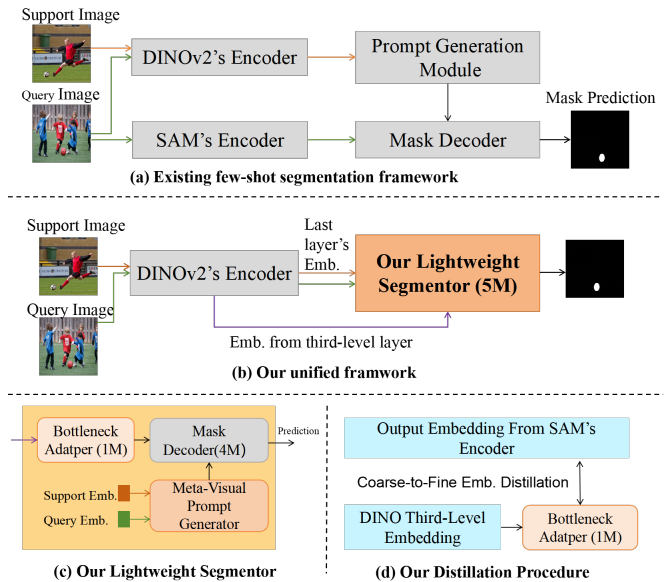 Support Image
DINOv2's Encoder
Prompt Generation
Module
Query Image
Mask Prediction
SAM's Encoder
Mask Decoder
(a) Existing few-shot segmentation framework
Support Image
Last
layer's
Emb.
DINOv2's Encoder
Our Lightweight
Segmentor (5M)
Query Image
Emb. from third-level layer
(b) Our unified framwork
Bottleneck
Adatper (1M)
Mask
Decoder(4M)
Prediction
Support Emb.
Query Emb.
Meta-Visual
Prompt
Generator
(c) Our Lightweight Segmentor
Output Embedding From SAM's
Encoder
Coarse-to-Fine Emb. Distillation
DINO Third-Level
Embedding
Bottleneck
Adatper (1M)
(d) Our Distillation Procedure